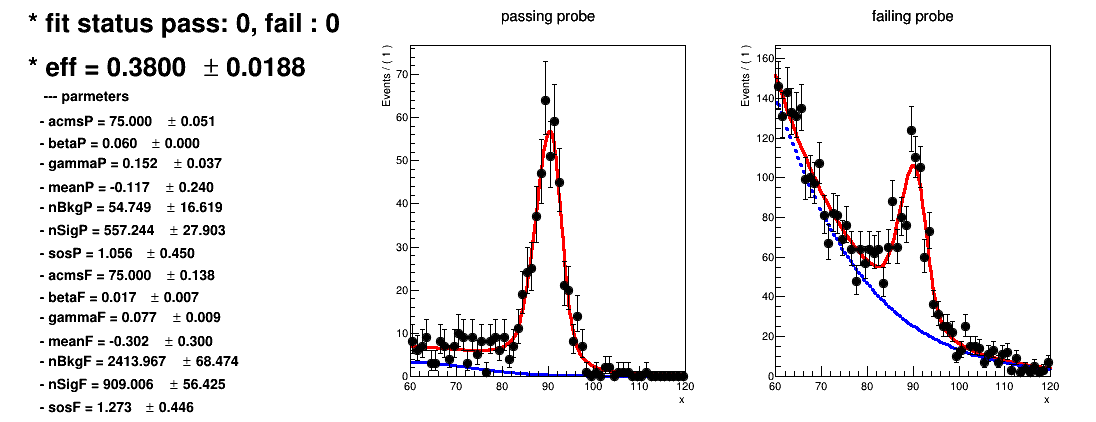 * fit status pass: 0, fail : 0
* eff = 0.3800 ± 0.0188
--- parmeters
- acmsP = 75.000 ± 0.051
- betaP = 0.060 ± 0.000
- gammaP = 0.152 ± 0.037
- meanP = -0.117 ± 0.240
- nBkgP = 54.749 ± 16.619
- nSigP = 557.244 ± 27.903
- sosP = 1.056 ± 0.450
- acmsF = 75.000 ± 0.138
- betaF = 0.017 ± 0.007
- gammaF = 0.077 ± 0.009
- meanF = -0.302 ± 0.300
- nBkgF = 2413.967 ± 68.474
- nSigF = 909.006 ± 56.425
- sosF = 1.273 ± 0.446
passing probe
Events / ( 1 )
70
60
50
40
30
20
10
0
60 70 80 90 100 110 120
x
failing probe
Events / ( 1 )
160
140
120
100
80
60
40
20
0
60 70 80 90 100 110 120
x